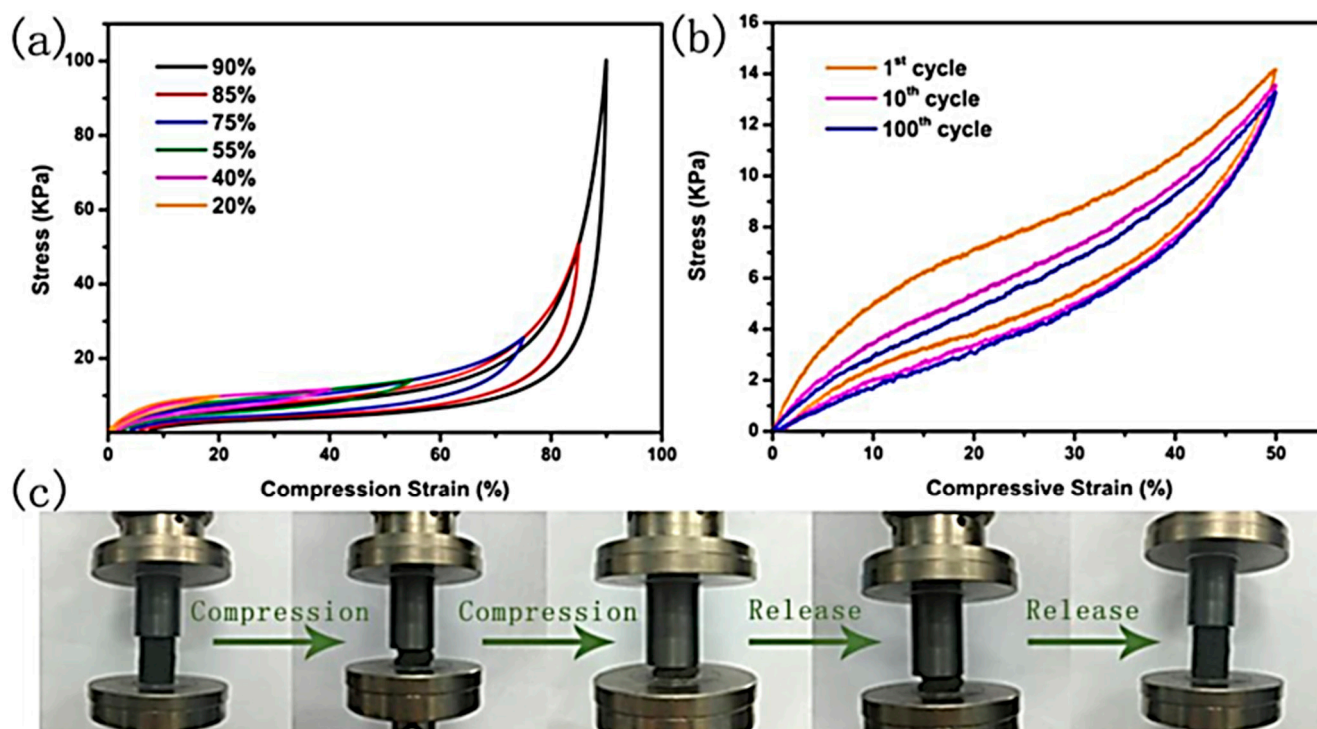 (a)
90%
85%
75%
55%
40%
20%
100
80
60
40
20
0 20 40 60 80 100
Stress (KPa)
Compression Strain (%)
(b)
1st cycle
10th cycle
100th cycle
16
14
12
10
8
6
4
2
0
0 10 20 30 40 50
Stress (KPa)
Compressive Strain (%)
(c)
Compression
Compression
Release
Release